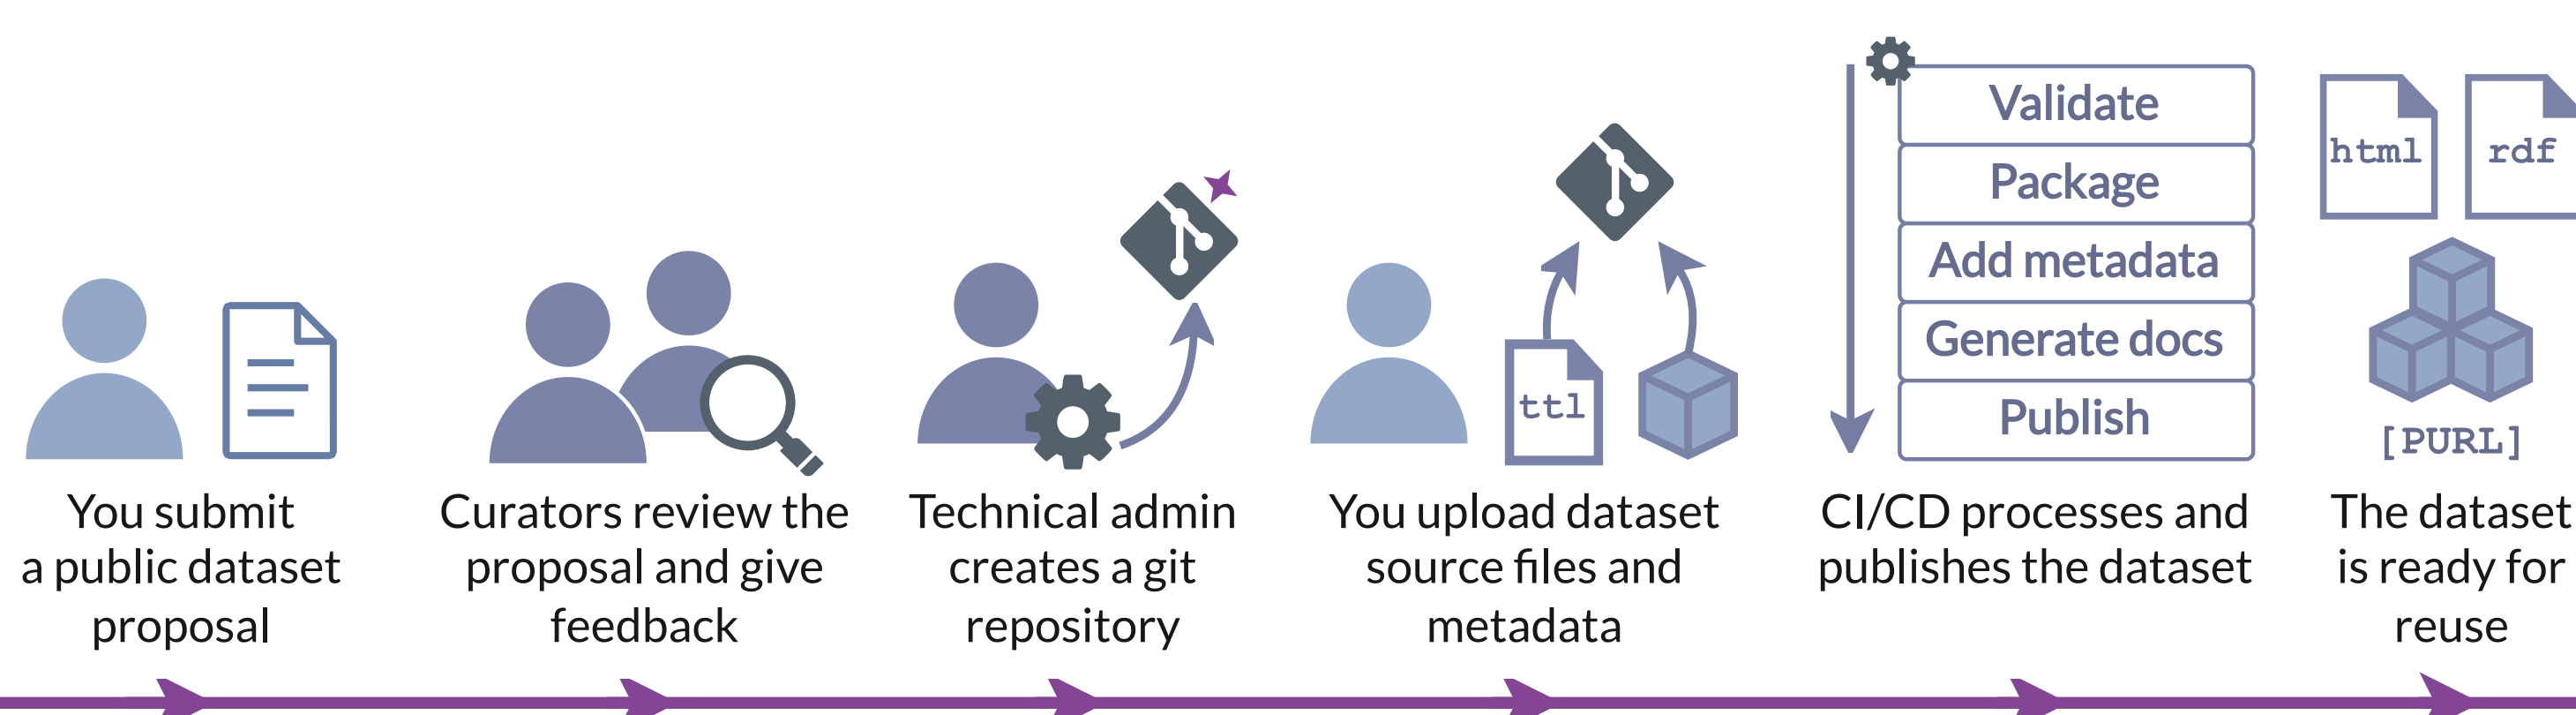 You submit
a public dataset
proposal
Curators review the
proposal and give
feedback
Technical admin
creates a git
repository
ttl
You upload dataset
source files and
metadata
Validate
Package
Add metadata
Generate docs
Publish
CI/CD processes and
publishes the dataset
html
rdf
[PURL]
The dataset
is ready for
reuse